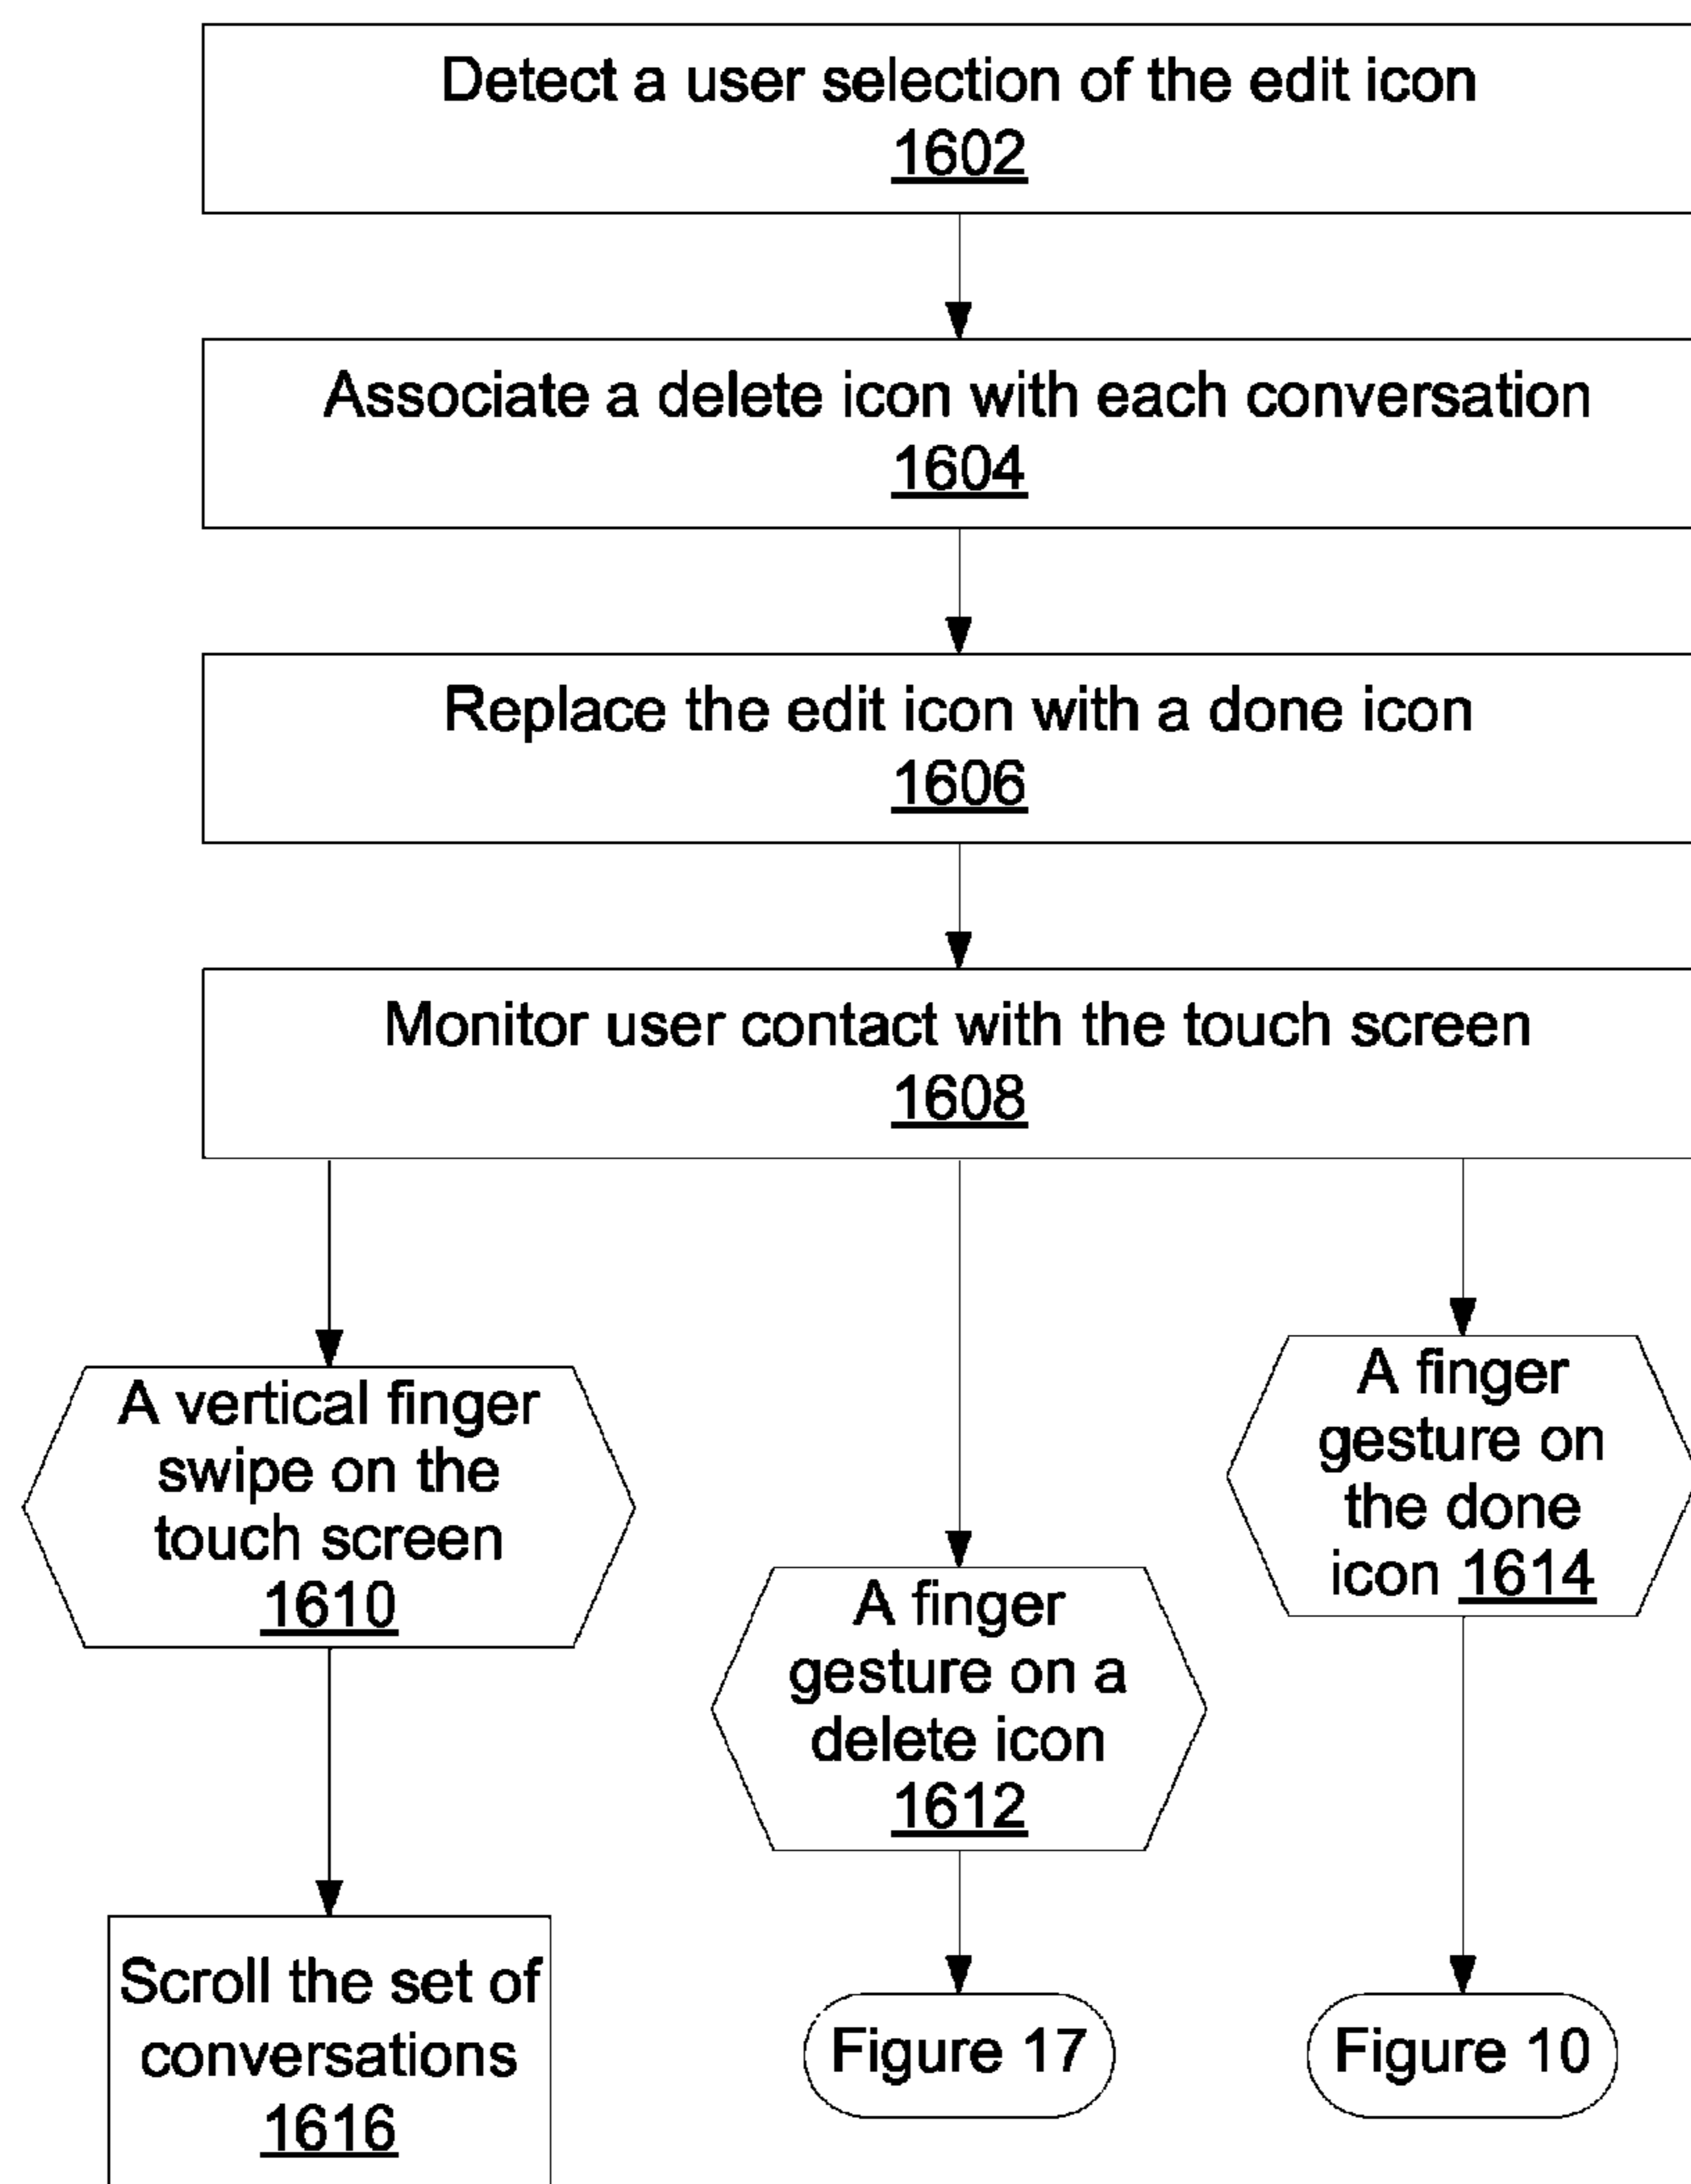 Detect a user selection of the edit icon
1602
Associate a delete icon with each conversation
1604
Replace the edit icon with a done icon
1606
Monitor user contact with the touch screen
1608
A vertical finger
swipe on the
touch screen
1610
A finger
gesture on a
delete icon
1612
A finger
gesture on
the done
icon 1614
Scroll the set of
conversations
1616
Figure 17
Figure 10